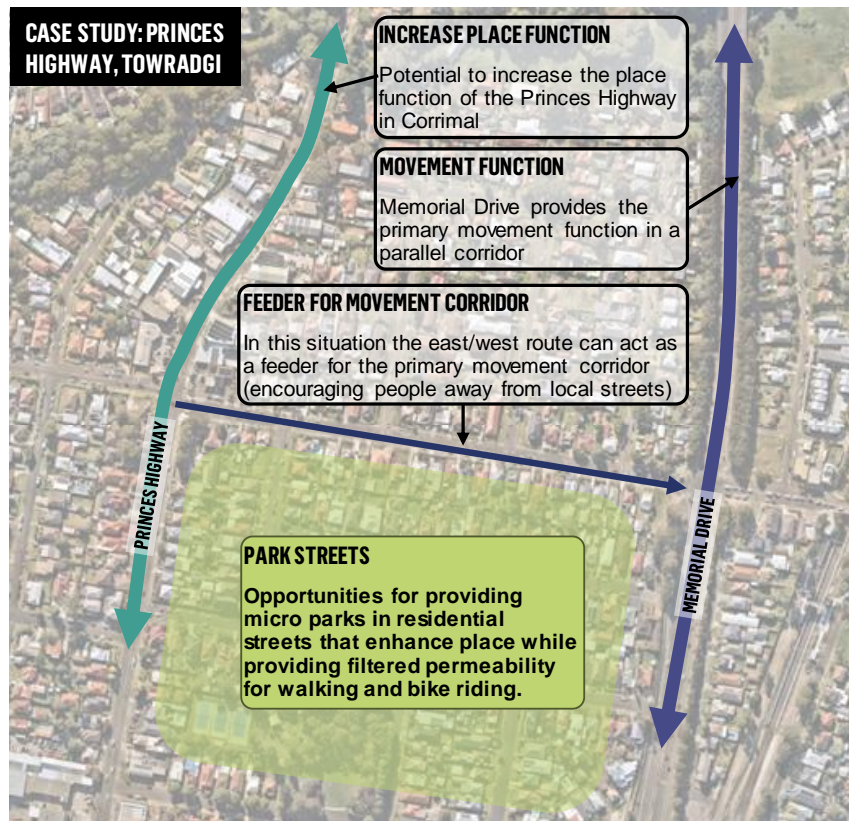 CASE STUDY: PRINCES
HIGHWAY, TOWRADGI
INCREASE PLACE FUNCTION
Potential to increase the place
function of the Princes Highway
in Corrimal
MOVEMENT FUNCTION
Memorial Drive provides the
primary movement function in a
parallel corridor
FEEDER FOR MOVEMENT CORRIDOR
In this situation the east/west route can act as
a feeder for the primary movement corridor
(encouraging people away from local streets)
PRINCES HIGHWAY
MEMORIAL DRIVE
PARK STREETS
Opportunities for providing
micro parks in residential
streets that enhance place while
providing filtered permeability
for walking and bike riding.